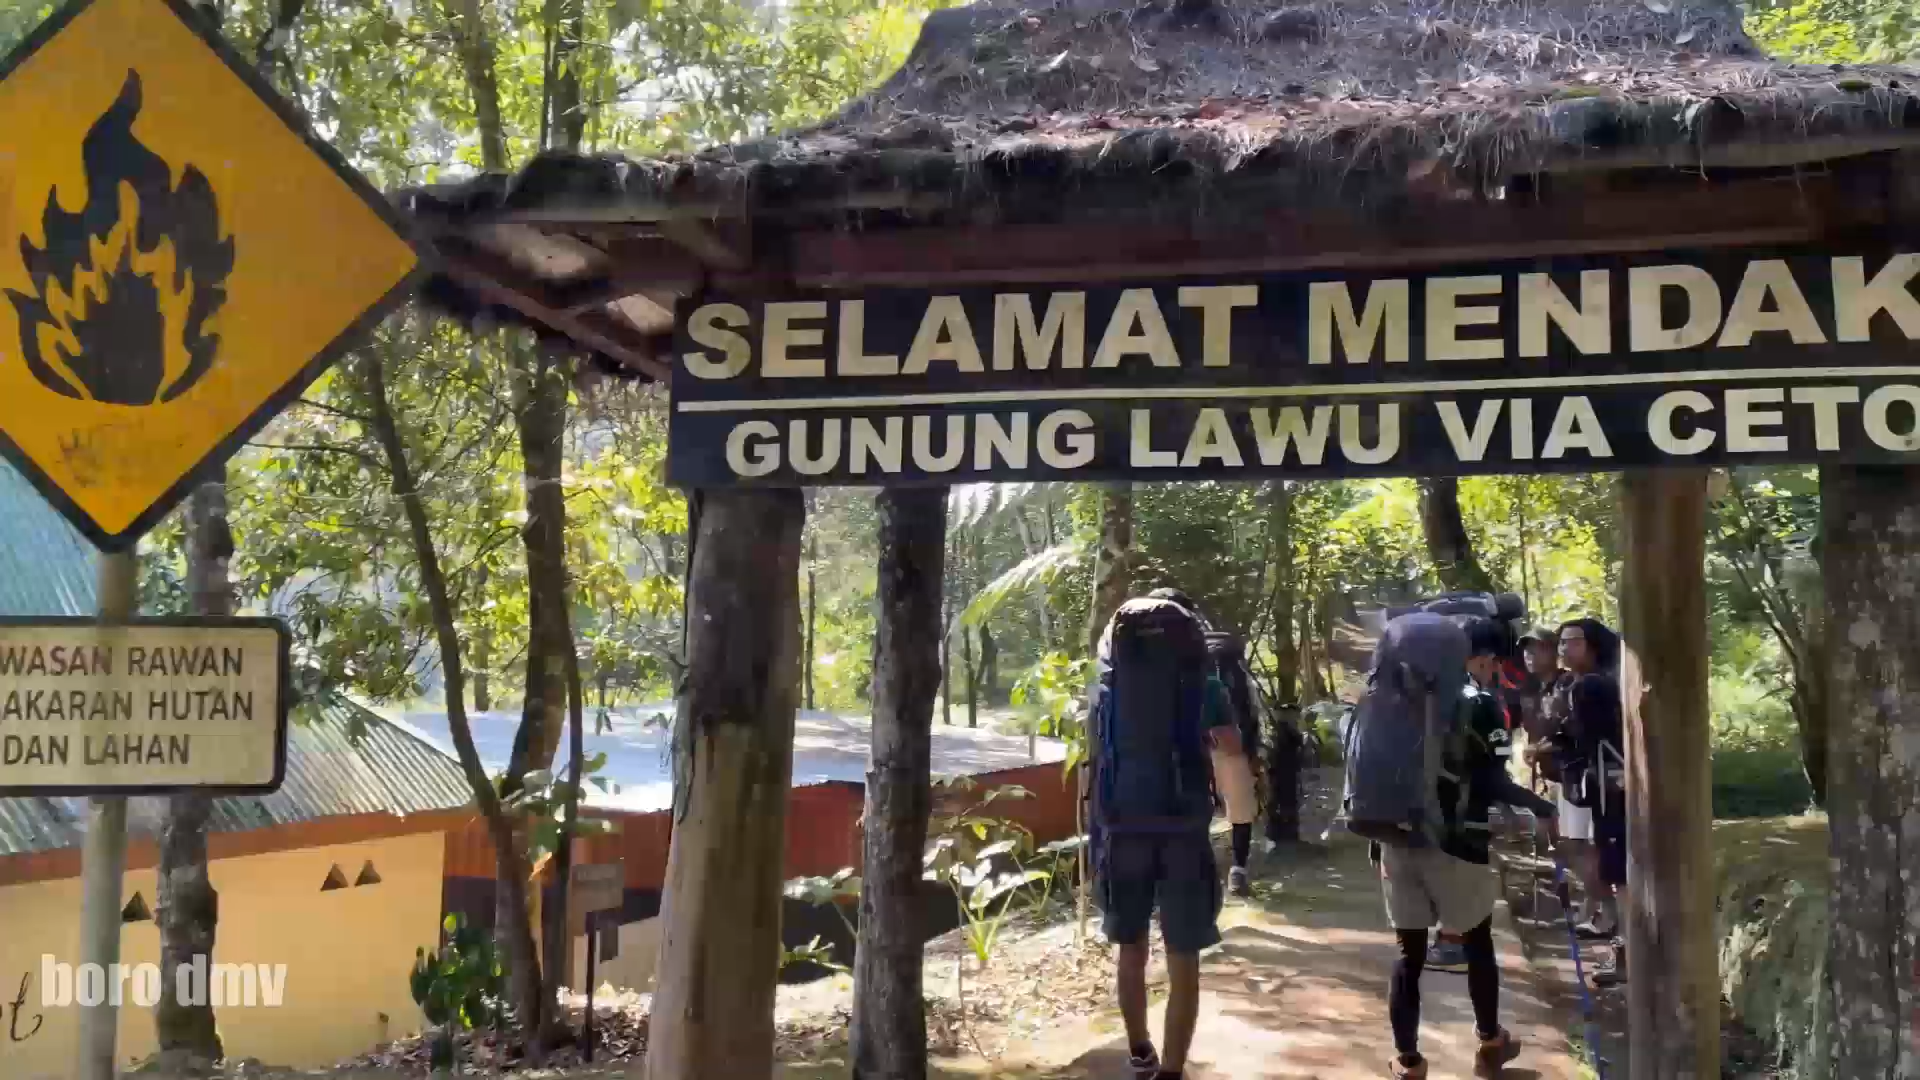 SELAMAT MENDAK
GUNUNG LAWU VIA CETO
WASAN RAWAN
AKARAN HUTAN
DAN LAHAN
boro dmv